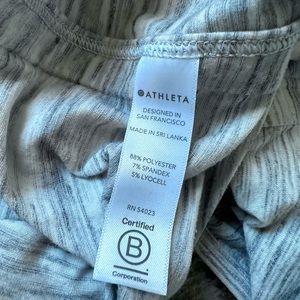 ATHLETA
DESIGNED IN
SAN FRANCISCO
MADE IN SRI LANKA
88% POLYESTER
7% SPANDEX
5% LYOCELL
RN 54023
Certified
B
Corporation